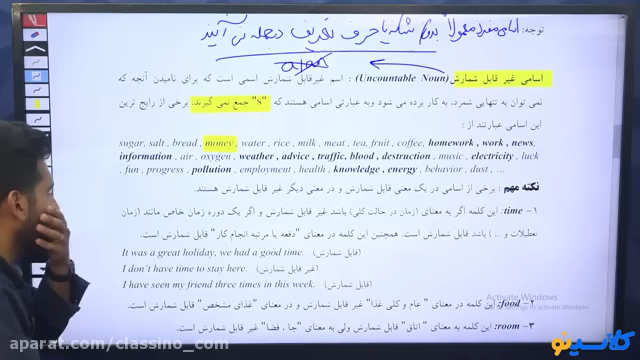 توجه: اسامی مفرد معمولاً بدون
حرف تعریف در جمله نمی آیند
a / an
اسامی غیر قابل شمارش (Uncountable Noun) : اسم غیرقابل شمارش اسمی است که برای نامیدن آنچه که
نمی توان به تنهایی شمرد، به کار برده می شود وبه عبارتی اسامی هستند که "S" جمع نمی گیرند. برخی از رایج ترین
این اسامی عبارتند از :
sugar, salt , bread , money , water , rice , milk , meat , tea, fruit , coffee, homework , work , news,
information , air , oxygen , weather , advice , traffic, blood , destruction , music , electricity , luck
, fun , progress , pollution , employment , health , knowledge , energy , behavior , dust , ...
نکته مهم : برخی از اسامی در یک معنی قابل شمارش و در معنی دیگر غیر قابل شمارش هستند.
۱– time: این کلمه اگر به معنای (زمان در حالت کلی) باشد غیر قابل شمارش و اگر یک دوره زمان خاص مانند (زمان
تعطیلات و ... ) باشد قابل شمارش است. همچنین این کلمه در معنای "دفعه یا مرتبه انجام کار" قابل شمارش است.
It was a great holiday, we had a good time. (قابل شمارش)
I don't have time to stay here. (غیر قابل شمارش)
I have seen my friend three times in this week. (قابل شمارش)
۲– food: این کلمه در معنای "عام و کلی غذا" غیر قابل شمارش و در معنی "غذای مشخص" قابل شمارش است.
۳– room: این کلمه به معنای "اتاق" قابل شمارش ولی به معنای "جا ، فضا" غیر قابل شمارش است.
Activate Windows
to activate Windows.
aparat.com/classino_com
کلاسینو